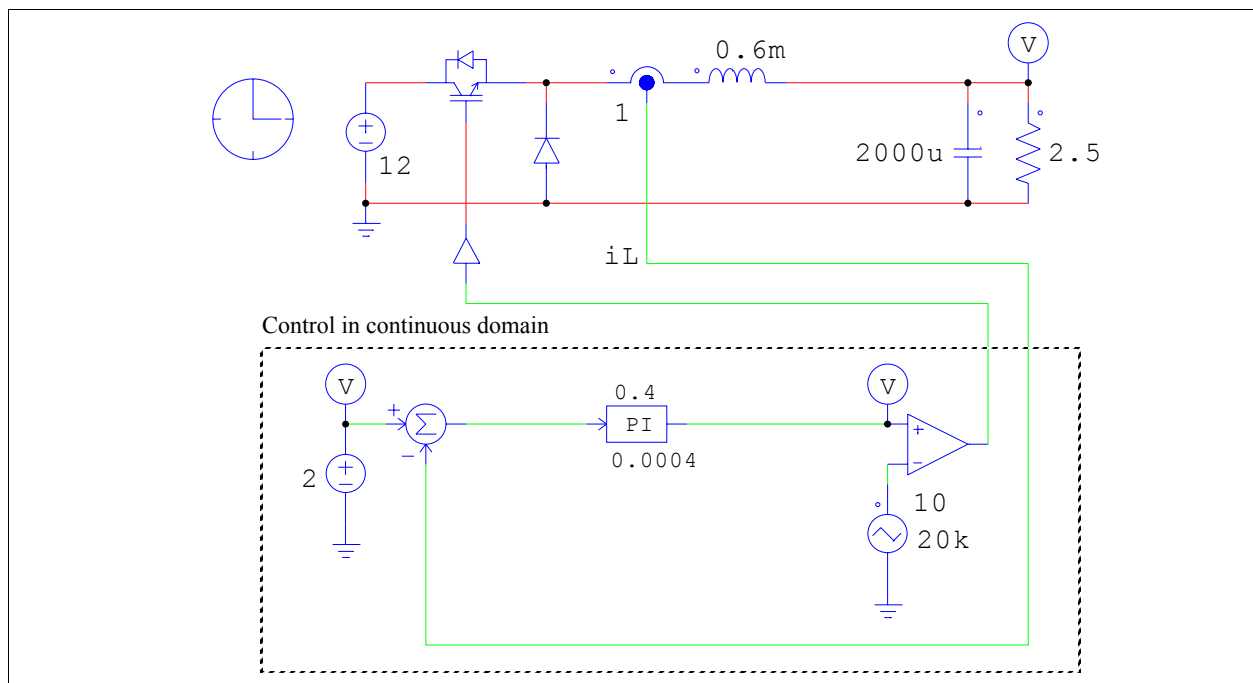 V
0.6m
1
12
2000u
2.5
iL
Control in continuous domain
V
0.4
V
+
Σ
PI
−
0.0004
2
10
20k